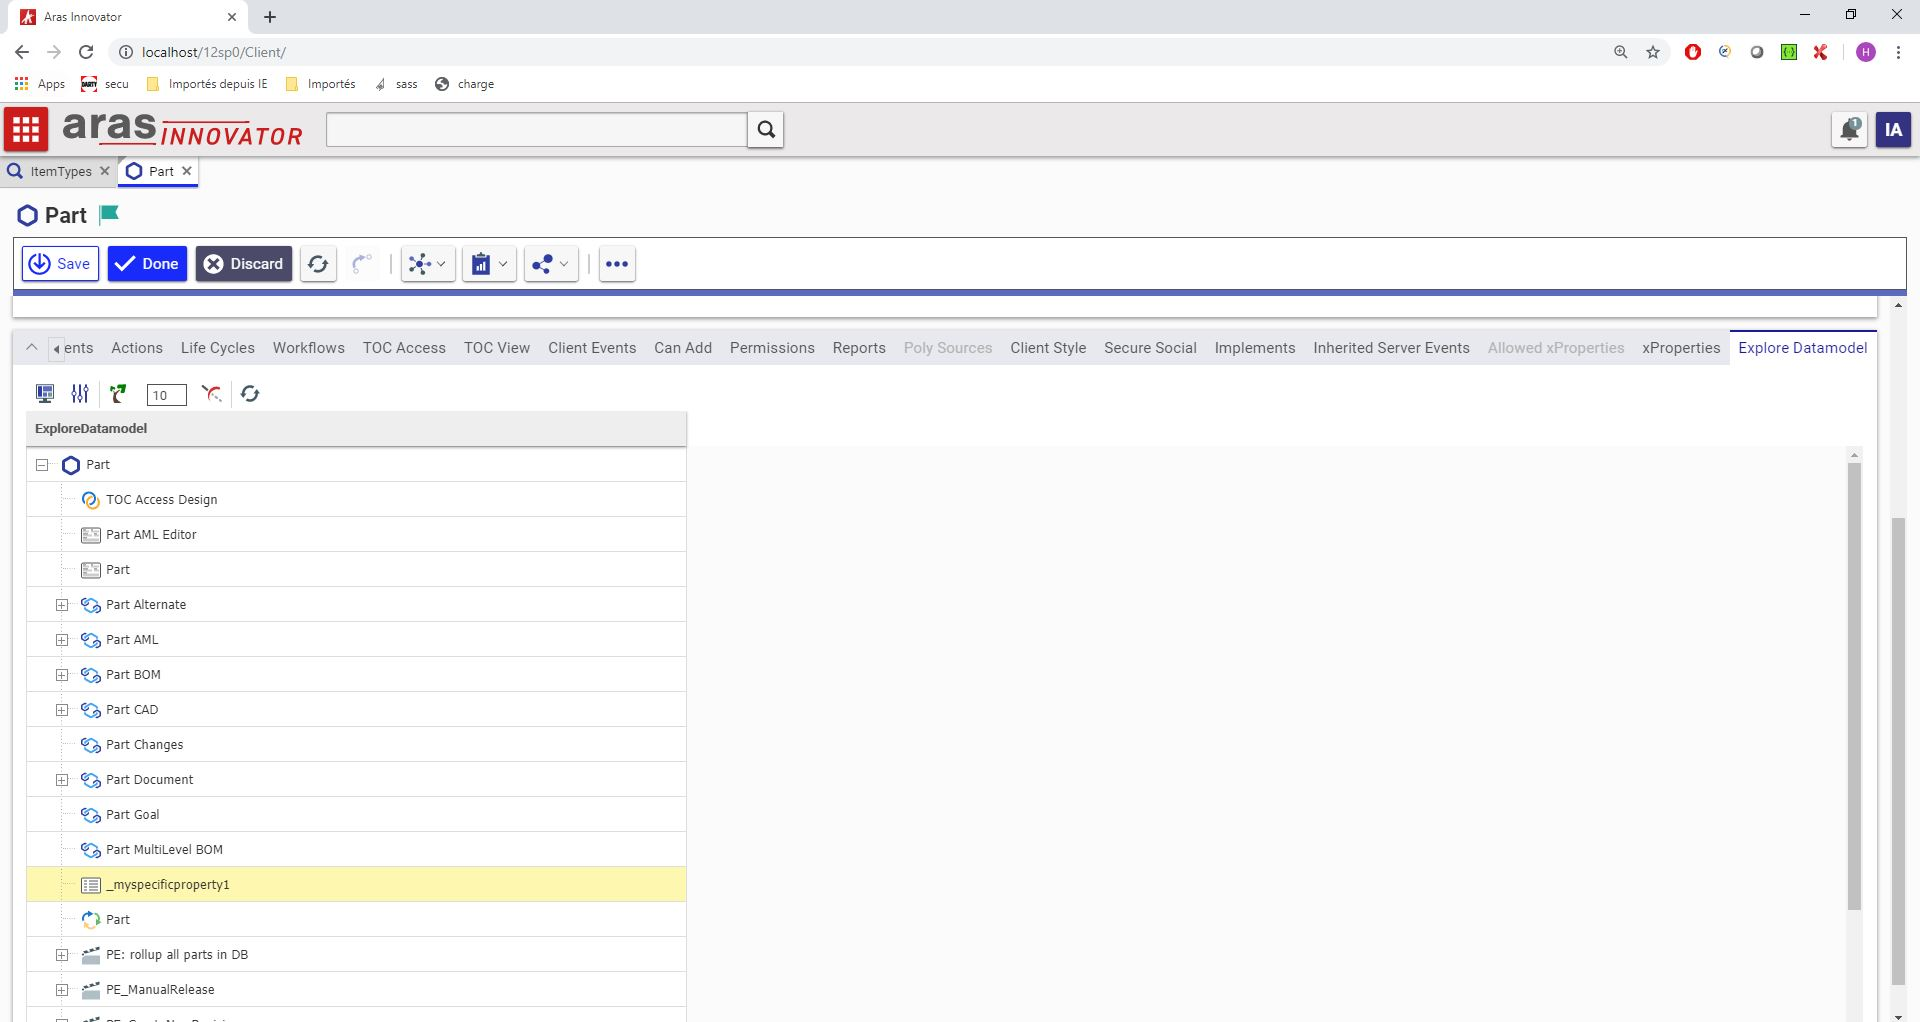 Aras Innovator
localhost/12sp0/Client/
H
Apps secu Importés depuis IE Importés sass charge
aras INNOVATOR
1
IA
ItemTypes Part
Part
Save Done Discard
ents Actions Life Cycles Workflows TOC Access TOC View Client Events Can Add Permissions Reports Poly Sources Client Style Secure Social Implements Inherited Server Events Allowed xProperties xProperties Explore Datamodel
10
ExploreDatamodel
Part
TOC Access Design
Part AML Editor
Part
Part Alternate
Part AML
Part BOM
Part CAD
Part Changes
Part Document
Part Goal
Part MultiLevel BOM
_myspecificproperty1
Part
PE: rollup all parts in DB
PE_ManualRelease